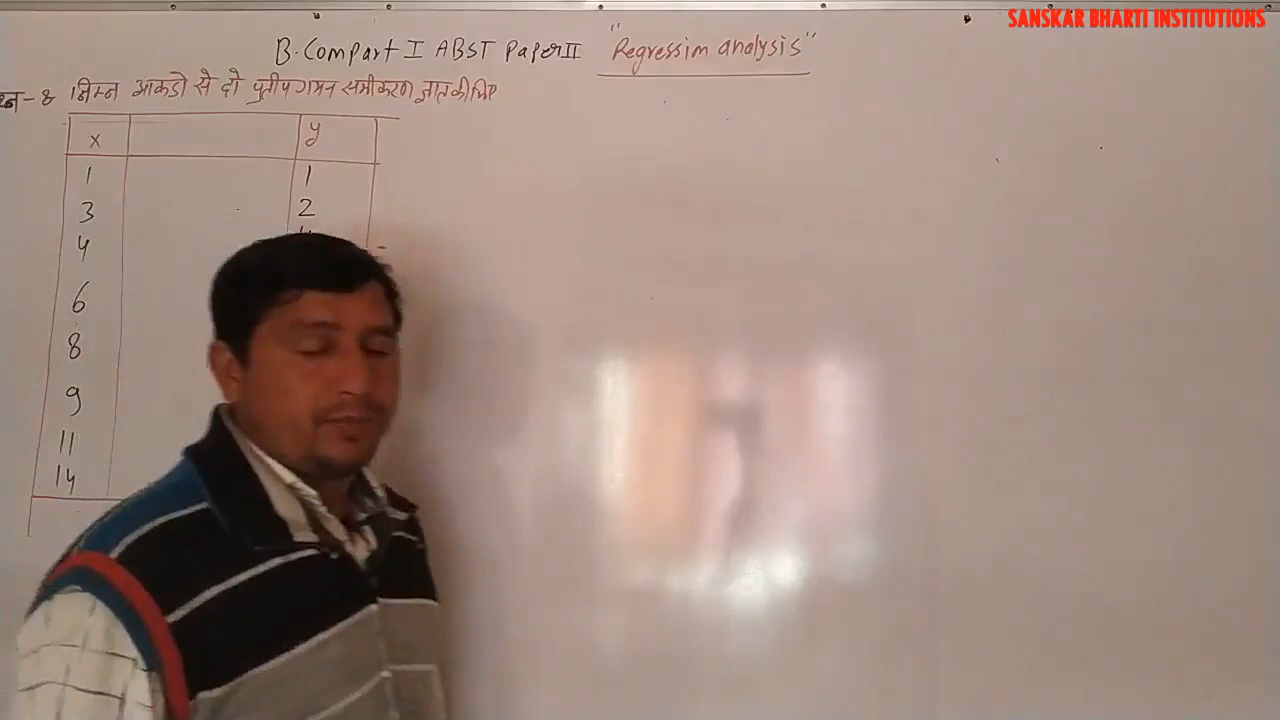 SANSKAR BHARTI INSTITUTIONS
B.Com Part I ABST Paper II "Regression analysis"
निम्न आकडो से दो प्रतीपगमन समीकरण ज्ञात कीजिए
x y
1 1
3 2
4
6
8
9
11
14